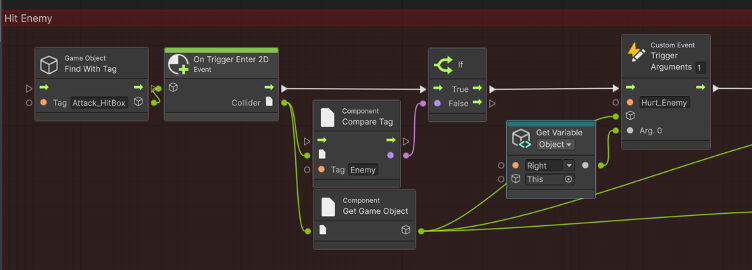 Hit Enemy
Game Object
Find With Tag
Tag Attack_HitBox
On Trigger Enter 2D
Event
Collider
Component
Compare Tag
Tag Enemy
Component
Get Game Object
If
True
False
Get Variable
Object
Right
This
Custom Event
Trigger
Arguments 1
Hurt_Enemy
Arg. 0